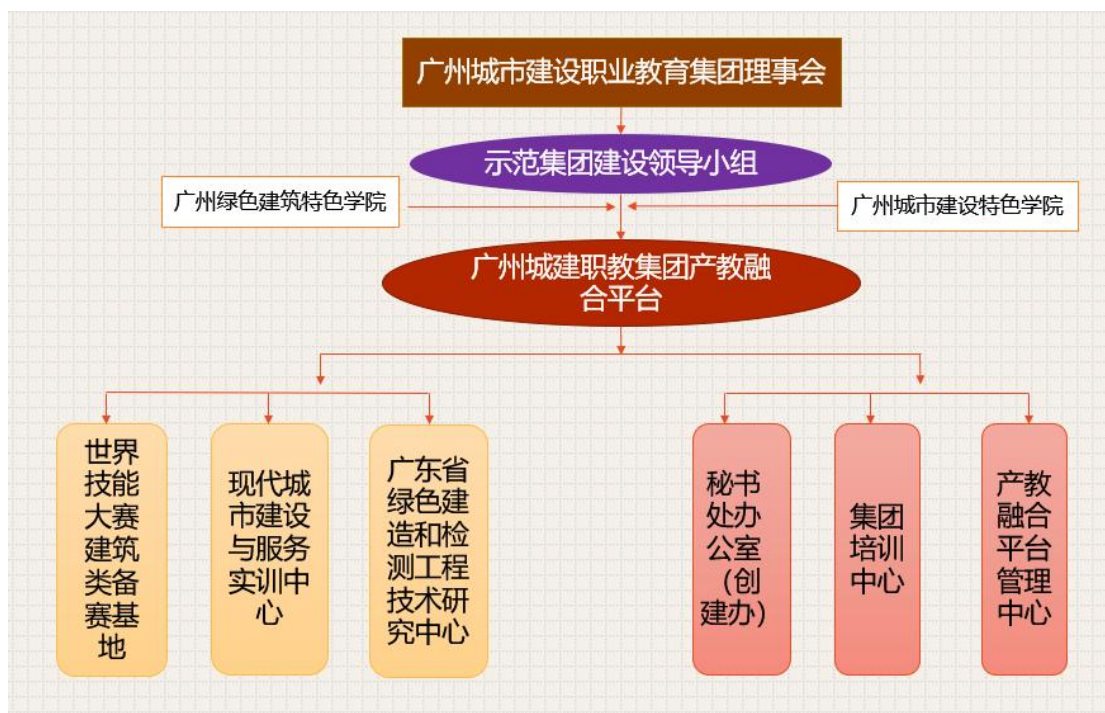 广州城市建设职业教育集团理事会
示范集团建设领导小组
广州绿色建筑特色学院
广州城市建设特色学院
广州城建职教集团产教融
合平台
世界
技能
大赛
建筑
类备
赛基
地
现代城
市建设
与服务
实训中
心
广东省
绿色建
造和检
测工程
技术研
究中心
秘书
处办
公室
（创
建办）
集团
培训
中心
产教
融合
平台
管理
中心